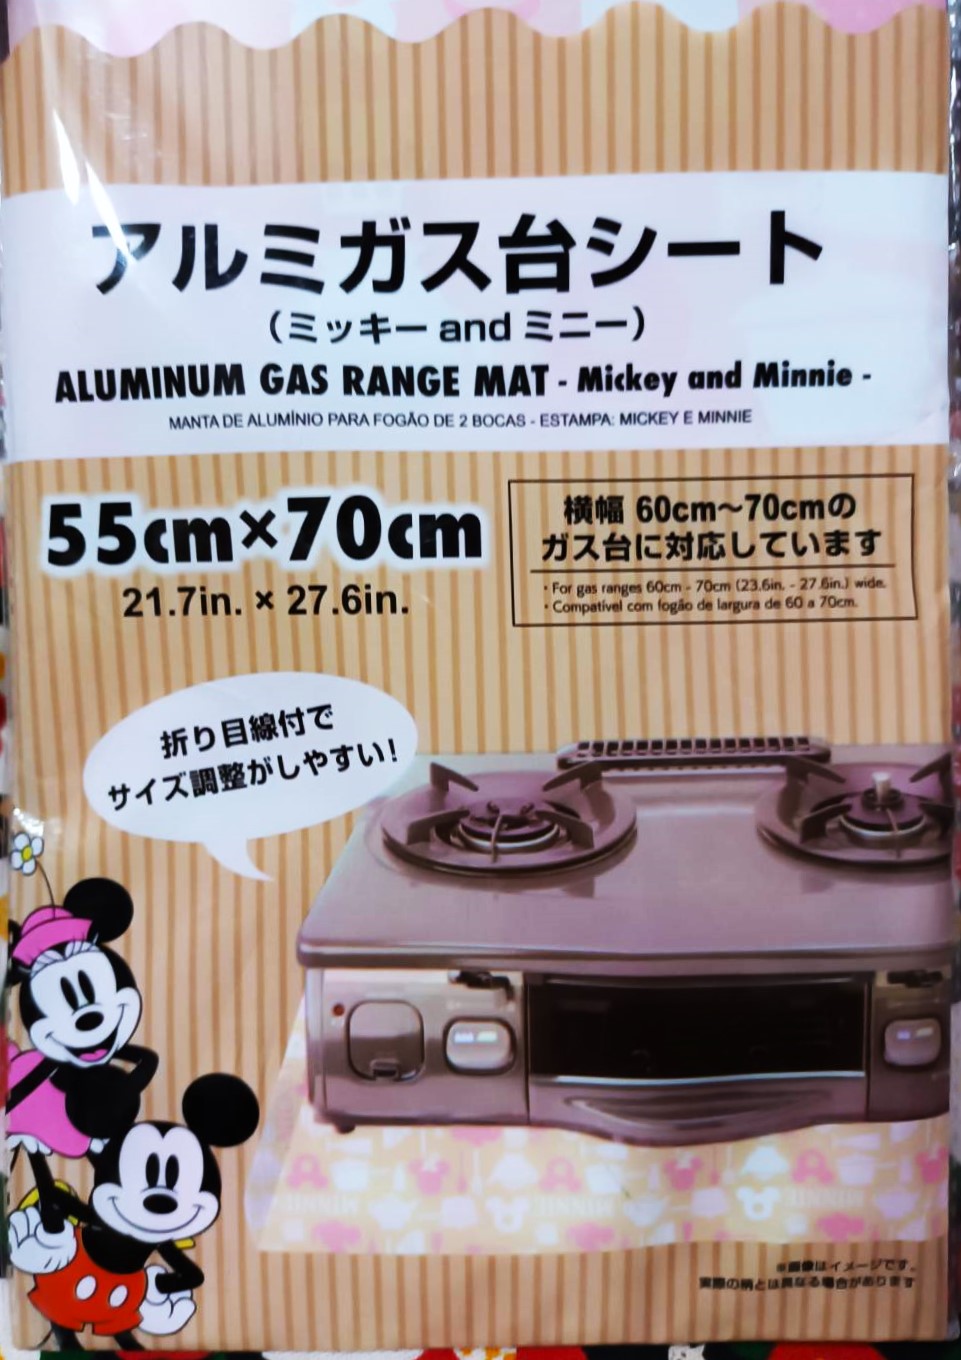 アルミガス台シート
(ミッキー and ミニー)
ALUMINUM GAS RANGE MAT - Mickey and Minnie -
MANTA DE ALUMÍNIO PARA FOGÃO DE 2 BOCAS - ESTAMPA: MICKEY E MINNIE
55cm×70cm
21.7in. × 27.6in.
横幅 60cm～70cmの
ガス台に対応しています
・For gas ranges 60cm - 70cm (23.6in. - 27.6in.) wide.
・Compatível com fogão de largura de 60 a 70cm.
折り目線付で
サイズ調整がしやすい!
MINNIE
※画像はイメージです。
実際の柄とは異なる場合があります